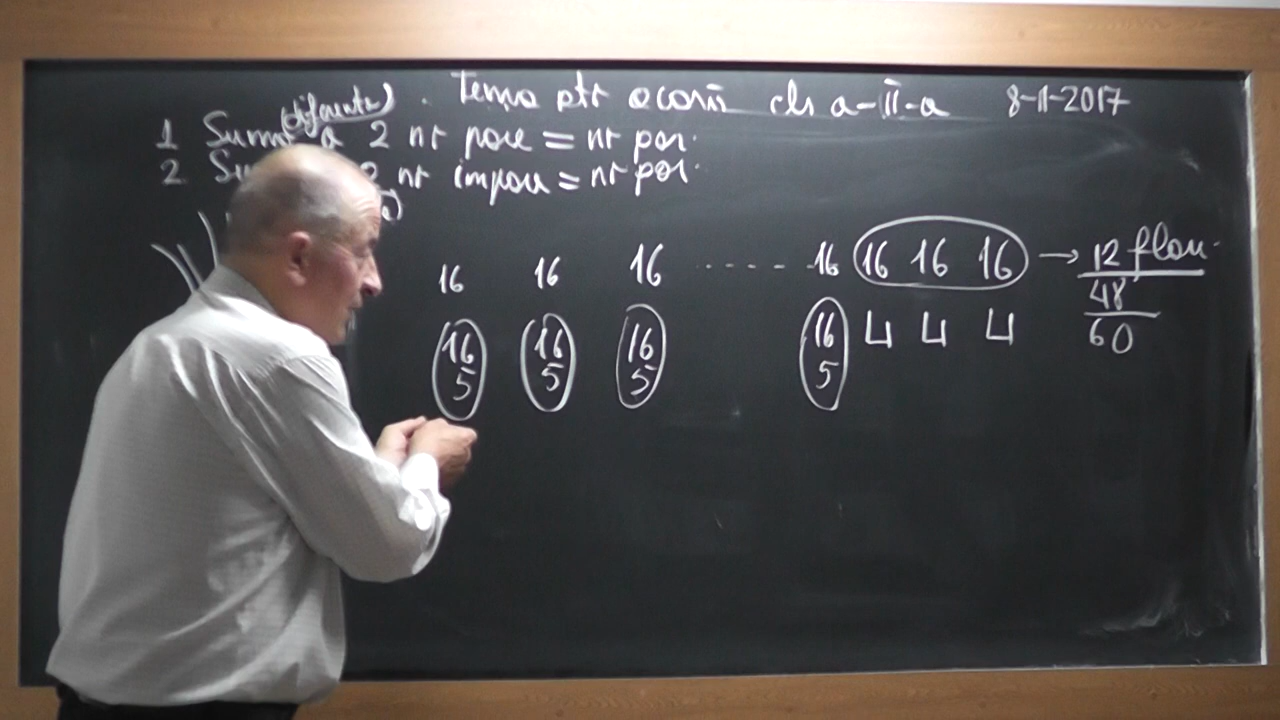 (diferenta) . Tema ptr acasă cls a-II-a 8-11-2017
1 Suma a 2 nr pare = nr par.
2 Su 2 nr impare = nr par.
16 16 16 ...... 16 16 16 16 → 12 flori
16 16 16 16 4 4 4 48
5 5 5 5 60